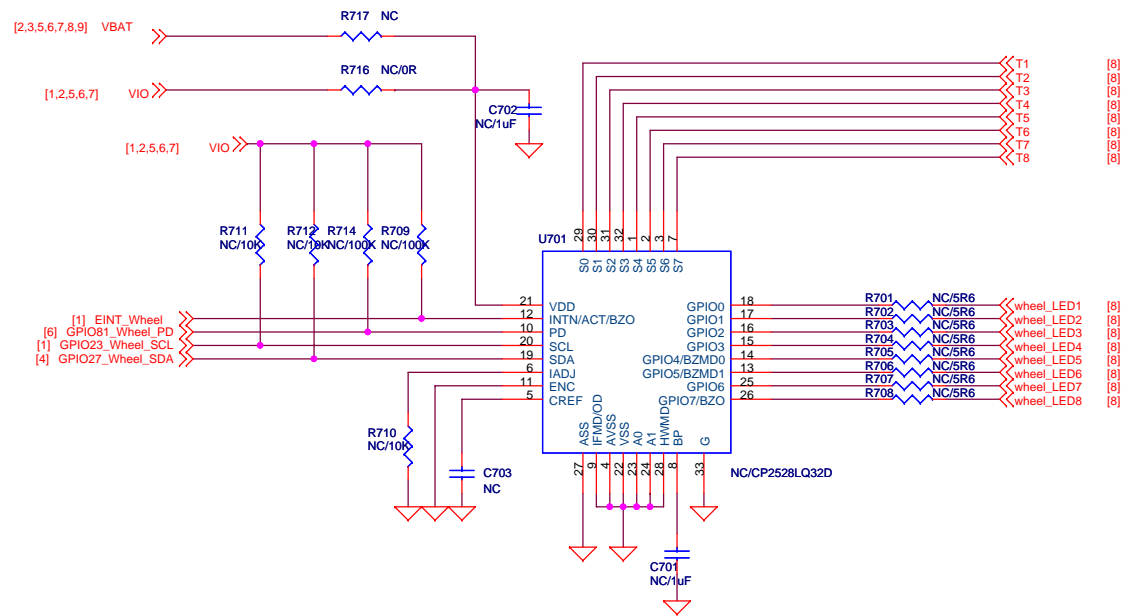 R717 NC
[2,3,5,6,7,8,9] VBAT
R716 NC/0R
[1,2,5,6,7] VIO
C702
NC/1uF
[1,2,5,6,7] VIO
T1 [8]
T2 [8]
T3 [8]
T4 [8]
T5 [8]
T6 [8]
T7 [8]
T8 [8]
R711
NC/10K
R712
NC/10K
R714
NC/100K
R709
NC/100K
U701
29 30 31 32 1 2 3 7
S0 S1 S2 S3 S4 S5 S6 S7
21 VDD
[1] EINT_Wheel 12 INTN/ACT/BZO
[6] GPIO81_Wheel_PD 10 PD
[1] GPIO23_Wheel_SCL 20 SCL
[4] GPIO27_Wheel_SDA 19 SDA
6 IADJ
11 ENC
5 CREF
GPIO0 18 R701 NC/5R6 wheel_LED1 [8]
GPIO1 17 R702 NC/5R6 wheel_LED2 [8]
GPIO2 16 R703 NC/5R6 wheel_LED3 [8]
GPIO3 15 R704 NC/5R6 wheel_LED4 [8]
GPIO4/BZMD0 14 R705 NC/5R6 wheel_LED5 [8]
GPIO5/BZMD1 13 R706 NC/5R6 wheel_LED6 [8]
GPIO6 25 R707 NC/5R6 wheel_LED7 [8]
GPIO7/BZO 26 R708 NC/5R6 wheel_LED8 [8]
ASS IFMD/OD AVSS VSS A0 A1 HWMD BP G
27 9 4 22 23 24 28 8 33
R710
NC/10K
C703
NC
NC/CP2528LQ32D
C701
NC/1uF